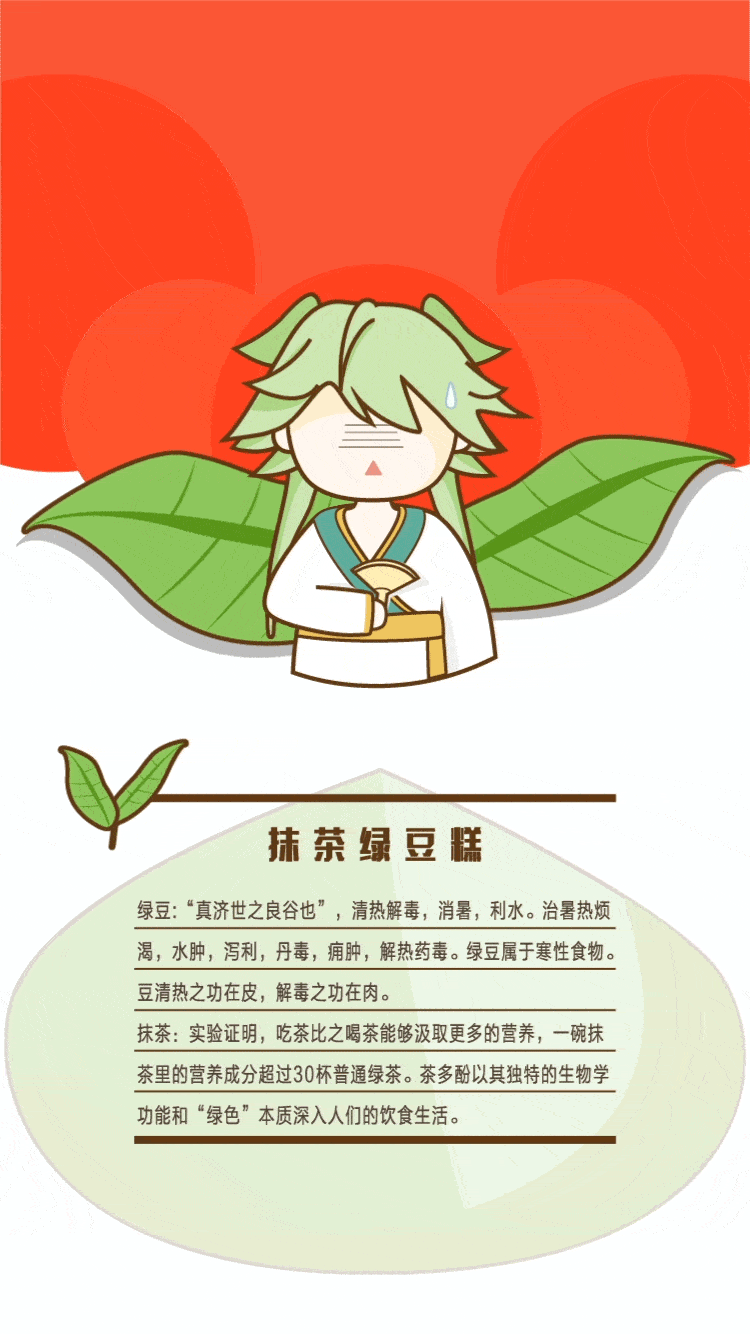 抹茶绿豆糕
绿豆:“真济世之良谷也”，清热解毒，消暑，利水。治暑热烦
渴，水肿，泻利，丹毒，痈肿，解热药毒。绿豆属于寒性食物。
豆清热之功在皮，解毒之功在肉。
抹茶：实验证明，吃茶比之喝茶能够汲取更多的营养，一碗抹
茶里的营养成分超过30杯普通绿茶。茶多酚以其独特的生物学
功能和“绿色”本质深入人们的饮食生活。